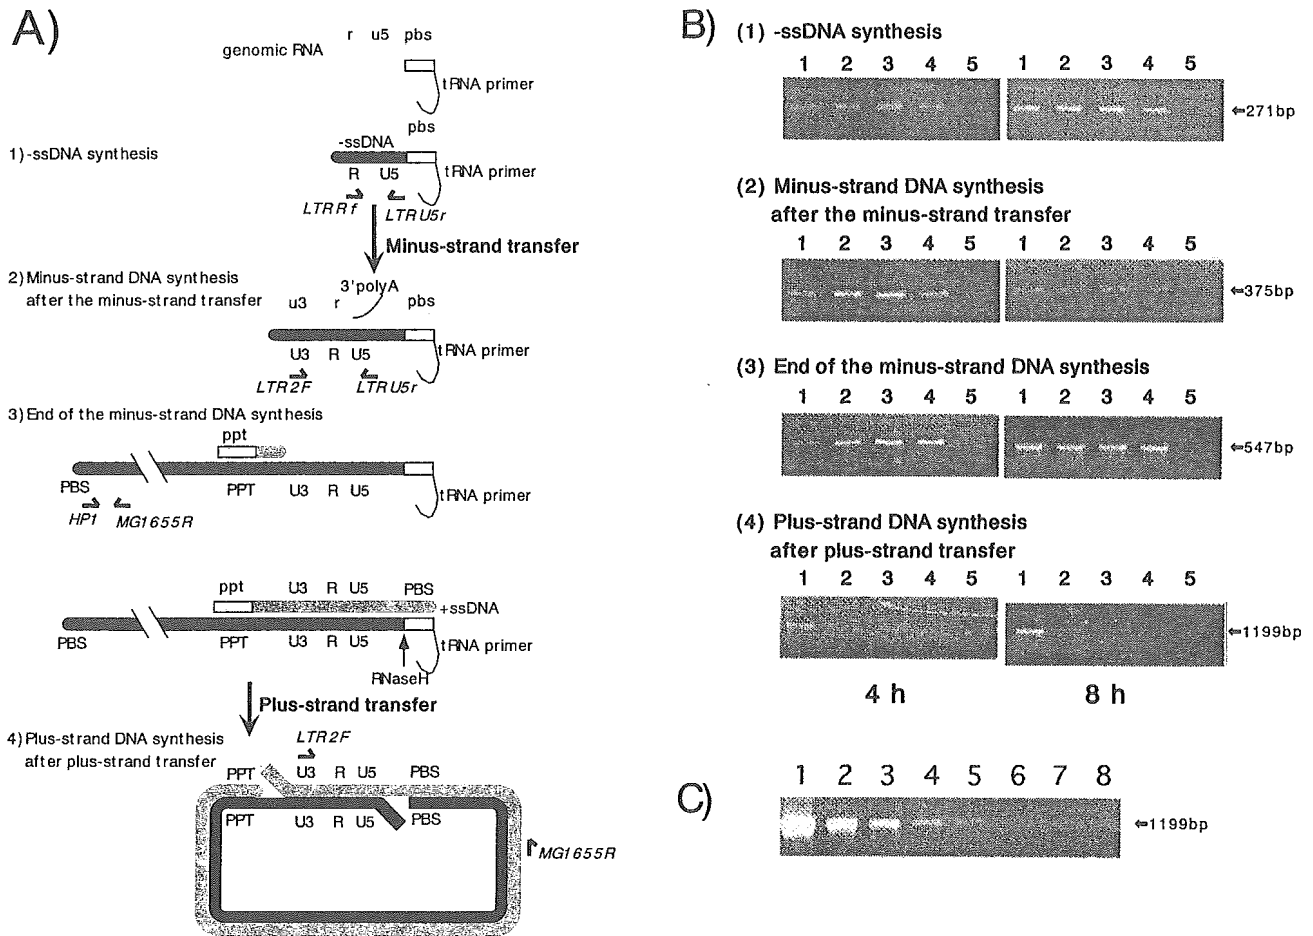 A)
r u5 pbs
genomic RNA
tRNA primer
pbs
1) -ssDNA synthesis
-ssDNA
tRNA primer
R U5
LTRRf
LTRU5r
Minus-strand transfer
2) Minus-strand DNA synthesis
after the minus-strand transfer
3'polyA
u3 r pbs
tRNA primer
U3 R U5
LTR2F
LTRU5r
3) End of the minus-strand DNA synthesis
ppt
PBS PPT U3 R U5
tRNA primer
HP1 MG1655R
ppt U3 R U5 PBS
+ssDNA
PBS PPT U3 R U5
tRNA primer
RNaseH
Plus-strand transfer
4) Plus-strand DNA synthesis
after plus-strand transfer
LTR2F
PPT U3 R U5 PBS
PPT U3 R U5 PBS
MG1655R
B)
(1) -ssDNA synthesis
1 2 3 4 5 1 2 3 4 5
⇐271bp
(2) Minus-strand DNA synthesis
after the minus-strand transfer
1 2 3 4 5 1 2 3 4 5
⇐375bp
(3) End of the minus-strand DNA synthesis
1 2 3 4 5 1 2 3 4 5
⇐547bp
(4) Plus-strand DNA synthesis
after plus-strand transfer
1 2 3 4 5 1 2 3 4 5
⇐1199bp
4 h 8 h
C)
1 2 3 4 5 6 7 8
⇐1199bp